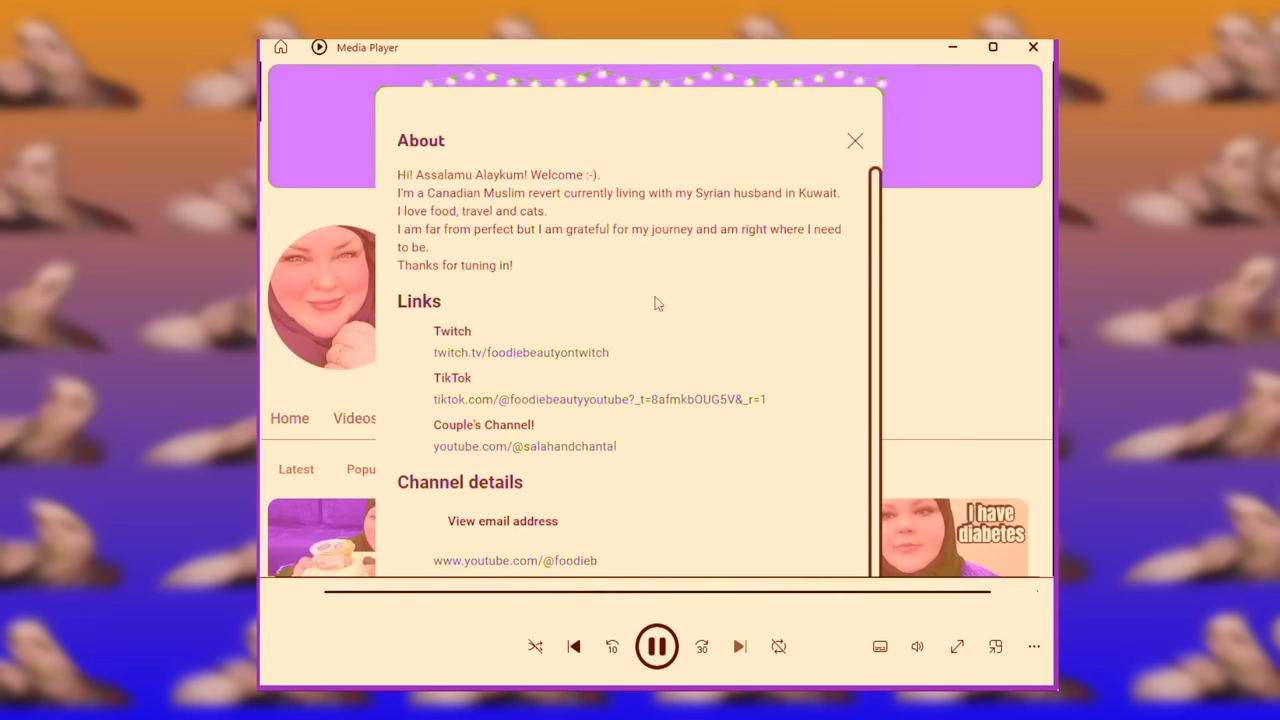 Media Player
About
Hi! Assalamu Alaykum! Welcome :-).
I'm a Canadian Muslim revert currently living with my Syrian husband in Kuwait.
I love food, travel and cats.
I am far from perfect but I am grateful for my journey and am right where I need
to be.
Thanks for tuning in!
Links
Twitch
twitch.tv/foodiebeautyontwitch
TikTok
tiktok.com/@foodiebeautyyoutube?_t=8afmkbOUG5V&_r=1
Couple's Channel!
youtube.com/@salahandchantal
Home Videos
Latest Popu
Channel details
View email address
www.youtube.com/@foodieb
I have
diabetes
10
30